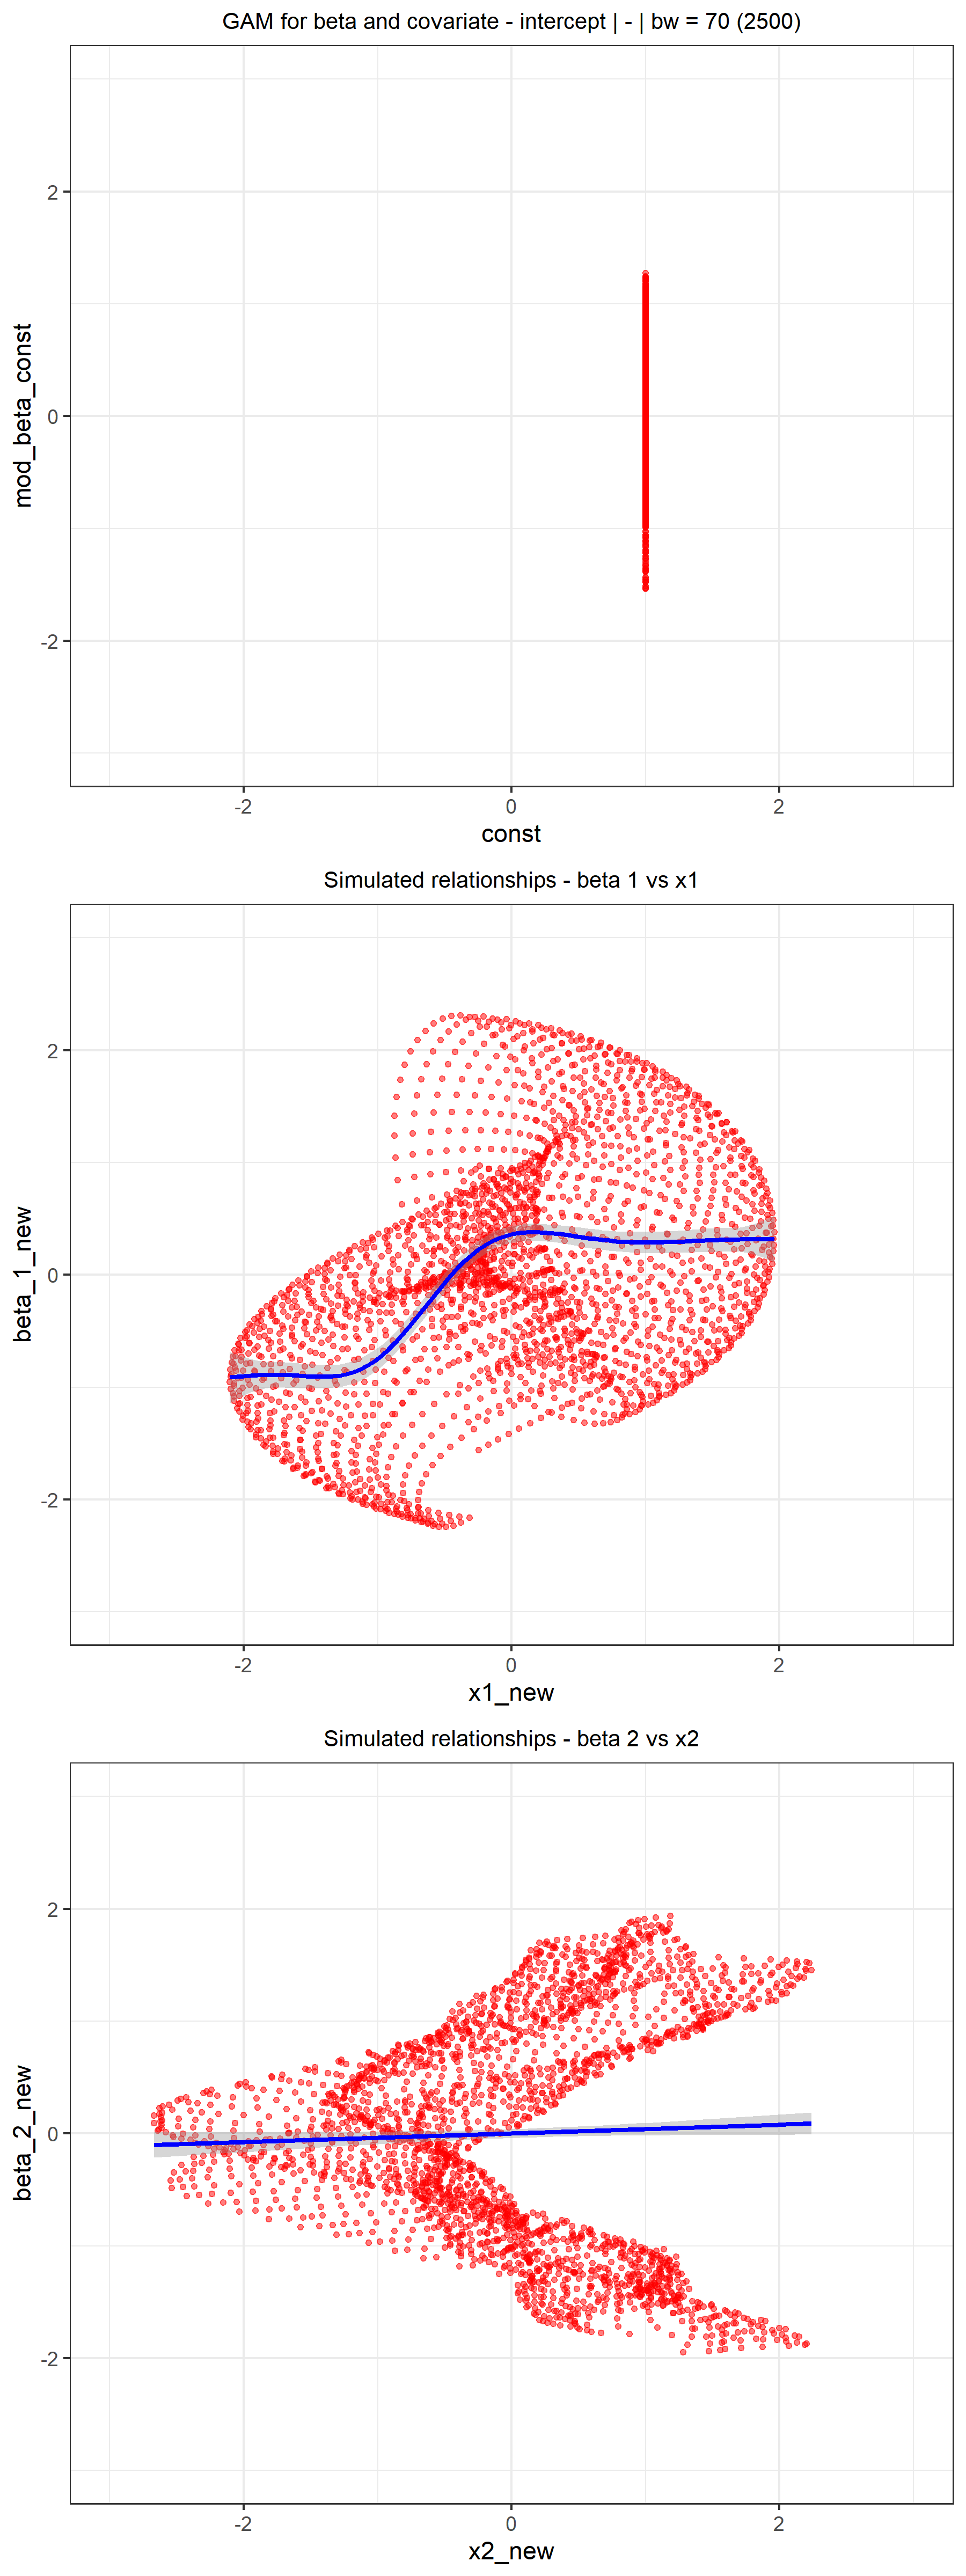 GAM for beta and covariate - intercept | - | bw = 70 (2500)
2
0
-2
mod_beta_const
-2 0 2
const
Simulated relationships - beta 1 vs x1
2
0
-2
beta_1_new
-2 0 2
x1_new
Simulated relationships - beta 2 vs x2
2
0
-2
beta_2_new
-2 0 2
x2_new